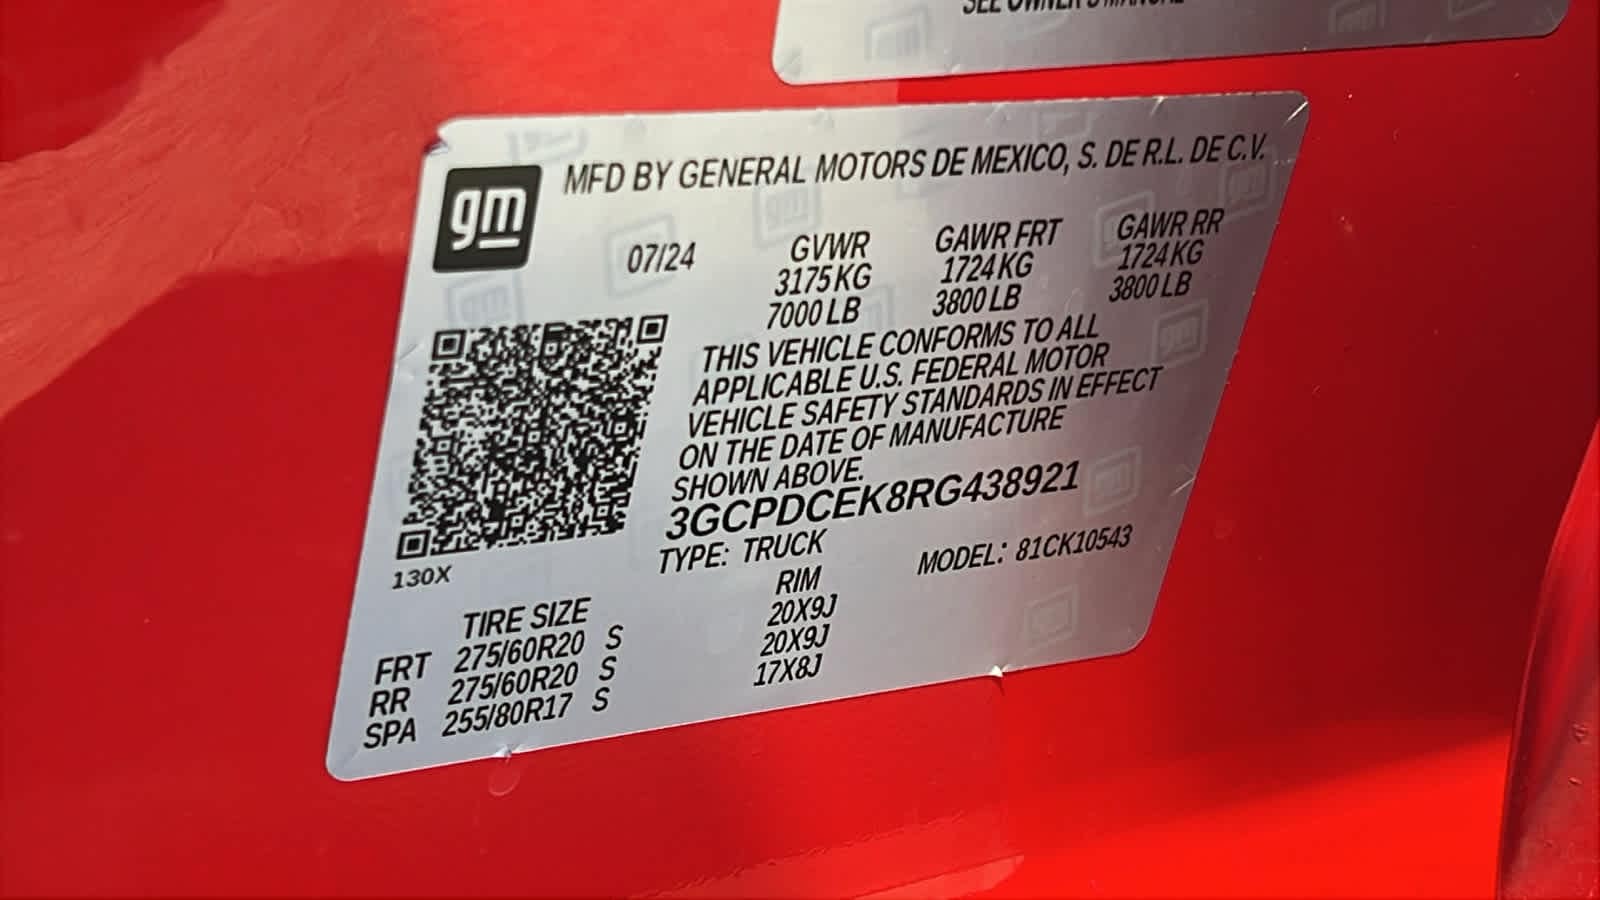 SEE OWNER'S MANUAL
gm
MFD BY GENERAL MOTORS DE MEXICO, S. DE R.L. DE C.V.
07/24 GVWR GAWR FRT GAWR RR
3175 KG 1724 KG 1724 KG
7000 LB 3800 LB 3800 LB
THIS VEHICLE CONFORMS TO ALL
APPLICABLE U.S. FEDERAL MOTOR
VEHICLE SAFETY STANDARDS IN EFFECT
ON THE DATE OF MANUFACTURE
SHOWN ABOVE.
3GCPDCEK8RG438921
TYPE: TRUCK MODEL: 81CK10543
130X
TIRE SIZE RIM
FRT 275/60R20 S 20X9J
RR 275/60R20 S 20X9J
SPA 255/80R17 S 17X8J